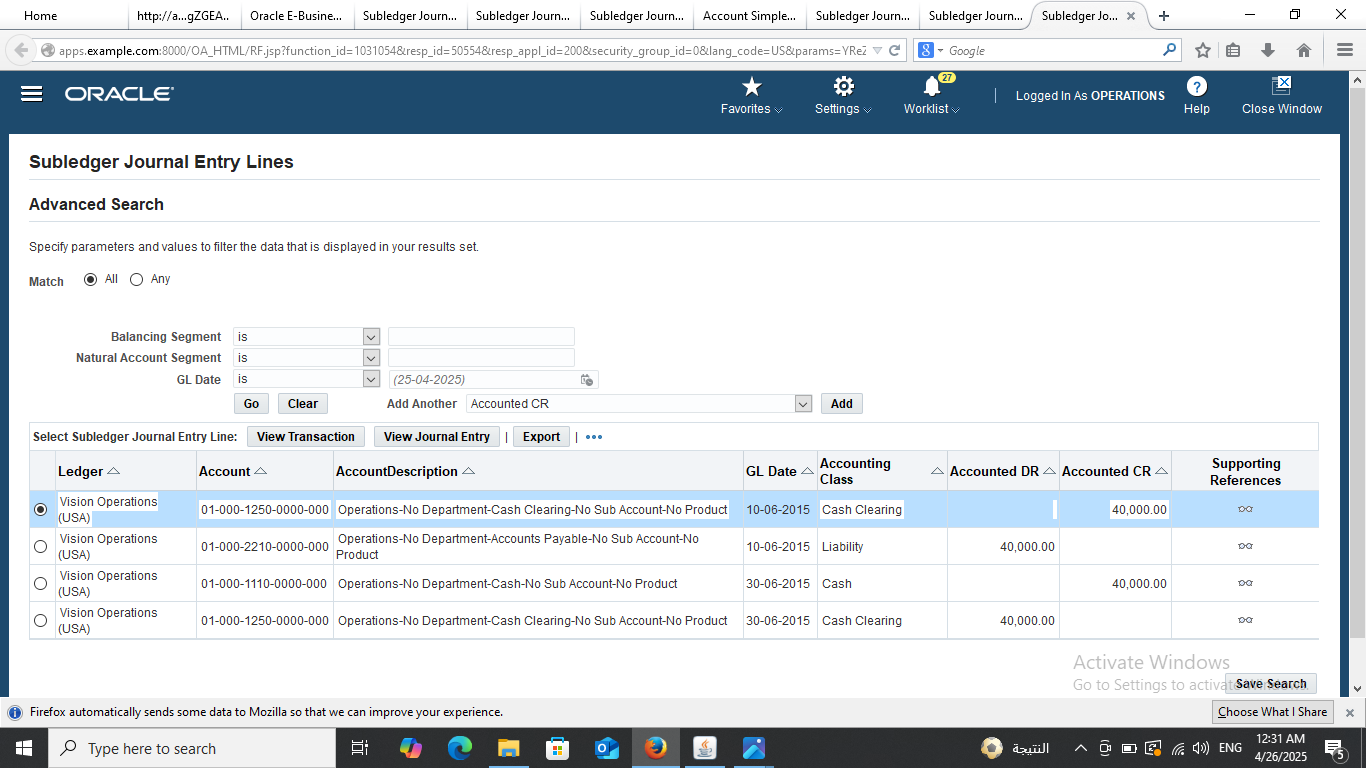 Home
http://a...gZGEA..
Oracle E-Busine...
Subledger Journ...
Subledger Journ...
Subledger Journ...
Account Simple...
Subledger Journ...
Subledger Journ...
Subledger Jo...
apps.example.com:8000/OA_HTML/RF.jsp?function_id=1031054&resp_id=50554&resp_appl_id=200&security_group_id=0&lang_code=US&params=YReZ
Google
ORACLE
Favorites
Settings
27
Worklist
Logged In As OPERATIONS
Help
Close Window
Subledger Journal Entry Lines
Advanced Search
Specify parameters and values to filter the data that is displayed in your results set.
Match All Any
Balancing Segment is
Natural Account Segment is
GL Date is (25-04-2025)
Go Clear Add Another Accounted CR Add
Select Subledger Journal Entry Line: View Transaction View Journal Entry | Export | •••
Ledger Account AccountDescription GL Date Accounting Class Accounted DR Accounted CR Supporting References
Vision Operations (USA) 01-000-1250-0000-000 Operations-No Department-Cash Clearing-No Sub Account-No Product 10-06-2015 Cash Clearing 40,000.00
Vision Operations (USA) 01-000-2210-0000-000 Operations-No Department-Accounts Payable-No Sub Account-No Product 10-06-2015 Liability 40,000.00
Vision Operations (USA) 01-000-1110-0000-000 Operations-No Department-Cash-No Sub Account-No Product 30-06-2015 Cash 40,000.00
Vision Operations (USA) 01-000-1250-0000-000 Operations-No Department-Cash Clearing-No Sub Account-No Product 30-06-2015 Cash Clearing 40,000.00
Activate Windows
Go to Settings to activate Windows.
Save Search
Firefox automatically sends some data to Mozilla so that we can improve your experience.
Choose What I Share
Type here to search
النتيجة
ENG
12:31 AM
4/26/2025
5